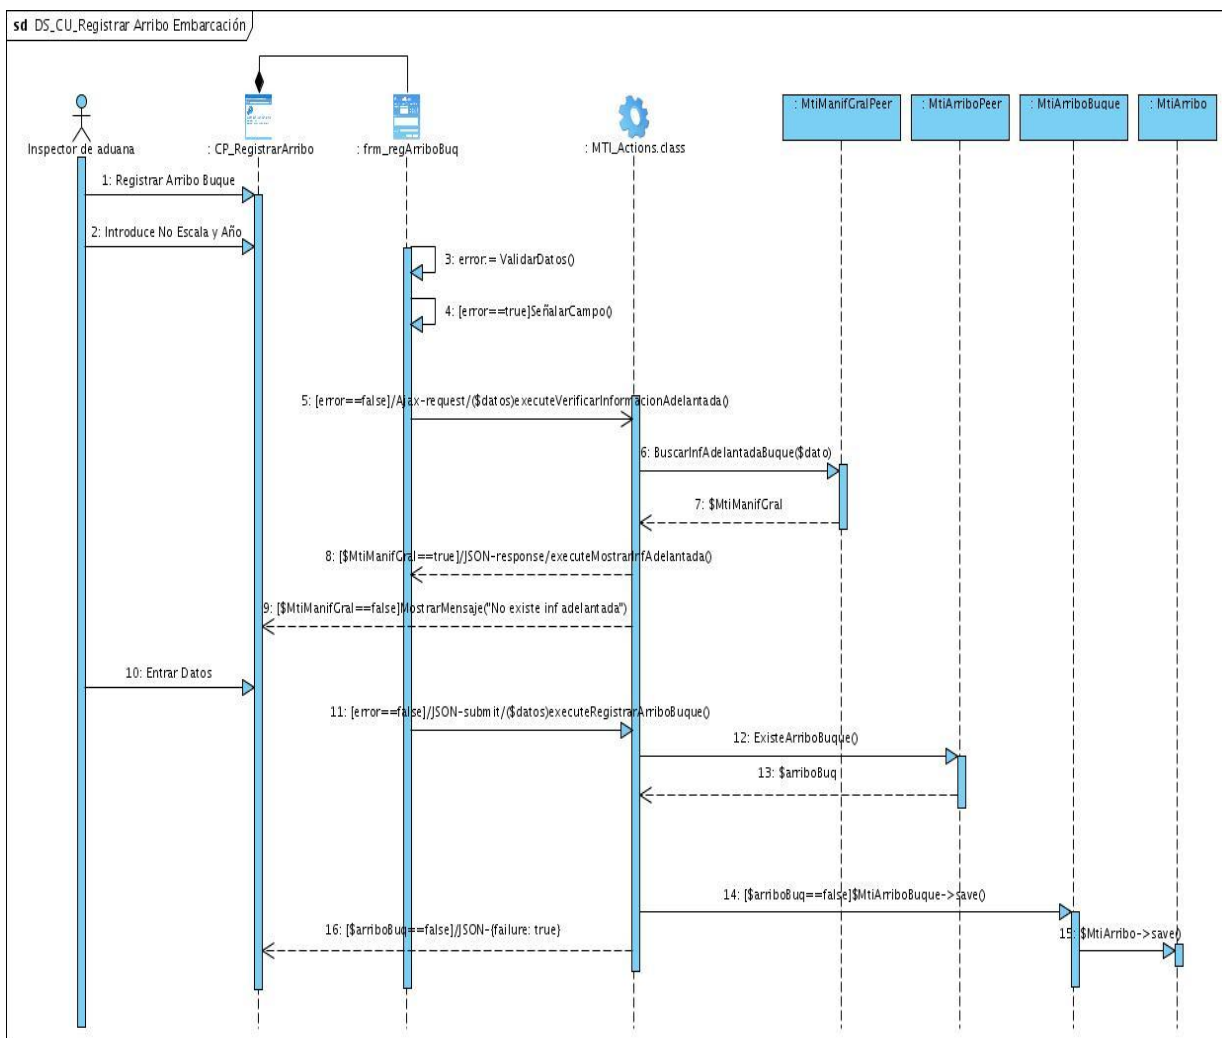 sd DS_CU_Registrar Arribo Embarcación
: MtiManifGralPeer
: MtiArriboPeer
: MtiArriboBuque
: MtiArribo
Inspector de aduana
: CP_RegistrarArribo
: frm_regArriboBuq
: MTI_Actions.class
1: Registrar Arribo Buque
2: Introduce No Escala y Año
3: error:= ValidarDatos()
4: [error==true]SeñalarCampo()
5: [error==false]/Ajax-request/($datos)executeVerificarInformacionAdelantada()
6: BuscarInfAdelantadaBuque($dato)
7: $MtiManifGral
8: [$MtiManifGral==true]/JSON-response/executeMostrarInfAdelantada()
9: [$MtiManifGral==false]MostrarMensaje("No existe inf adelantada")
10: Entrar Datos
11: [error==false]/JSON-submit/($datos)executeRegistrarArriboBuque()
12: ExisteArriboBuque()
13: $arriboBuq
14: [$arriboBuq==false]$MtiArriboBuque->save()
16: [$arriboBuq==false]/JSON-{failure: true}
15: $MtiArribo->save()